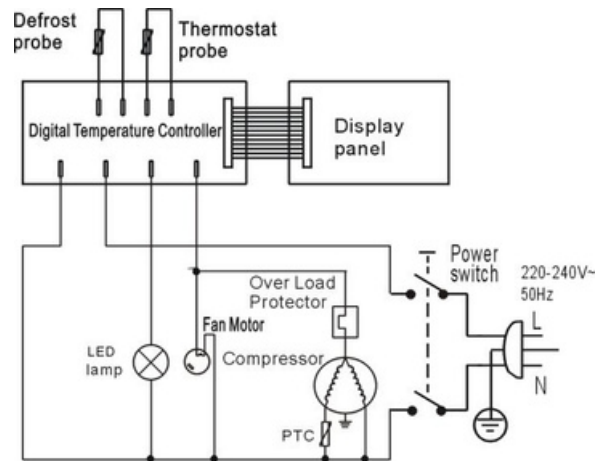 Defrost
probe
Thermostat
probe
Digital Temperature Controller
Display
panel
Power
switch
220-240V~
50Hz
Over Load
Protector
L
Fan Motor
LED
lamp
Compressor
N
PTC